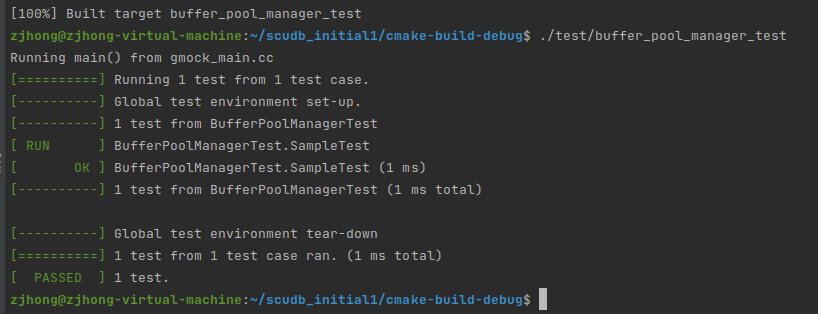 [100%] Built target buffer_pool_manager_test
zjhong@zjhong-virtual-machine:~/scudb_initial1/cmake-build-debug$ ./test/buffer_pool_manager_test
Running main() from gmock_main.cc
[==========] Running 1 test from 1 test case.
[----------] Global test environment set-up.
[----------] 1 test from BufferPoolManagerTest
[ RUN      ] BufferPoolManagerTest.SampleTest
[       OK ] BufferPoolManagerTest.SampleTest (1 ms)
[----------] 1 test from BufferPoolManagerTest (1 ms total)
[----------] Global test environment tear-down
[==========] 1 test from 1 test case ran. (1 ms total)
[  PASSED  ] 1 test.
zjhong@zjhong-virtual-machine:~/scudb_initial1/cmake-build-debug$